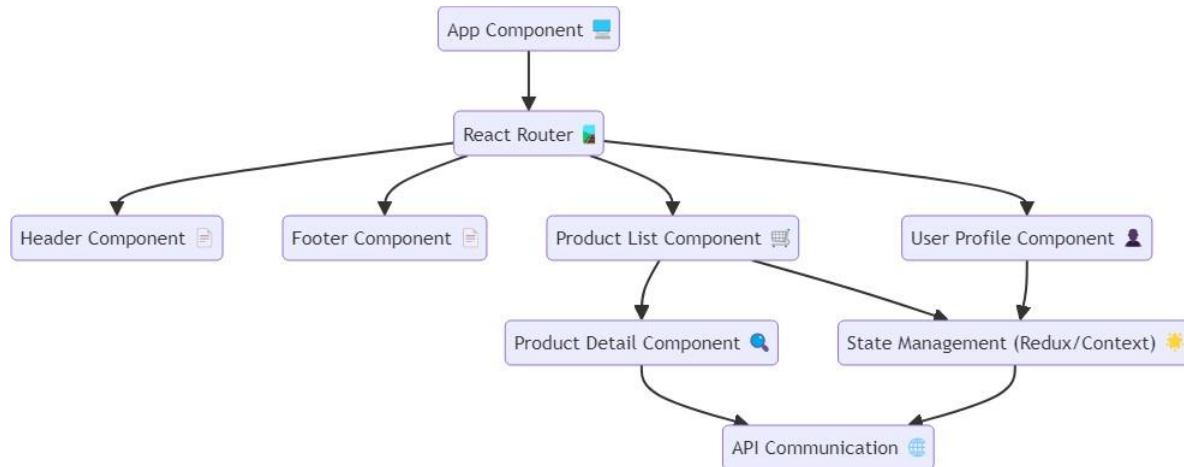 App Component 🖥️
React Router 🏞️
Header Component 📄
Footer Component 📄
Product List Component 🛒
User Profile Component 👤
Product Detail Component 🔍
State Management (Redux/Context) 🌟
API Communication 🌐